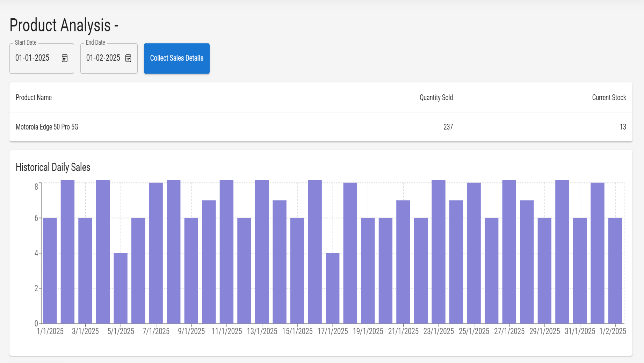 Product Analysis -
Start Date
End Date
01-01-2025
01-02-2025
Collect Sales Details
Product Name Quantity Sold Current Stock
Motorola Edge 50 Pro 5G 237 13
Historical Daily Sales
8
6
4
2
0
1/1/2025 3/1/2025 5/1/2025 7/1/2025 9/1/2025 11/1/2025 13/1/2025 15/1/2025 17/1/2025 19/1/2025 21/1/2025 23/1/2025 25/1/2025 27/1/2025 29/1/2025 31/1/2025 1/2/2025